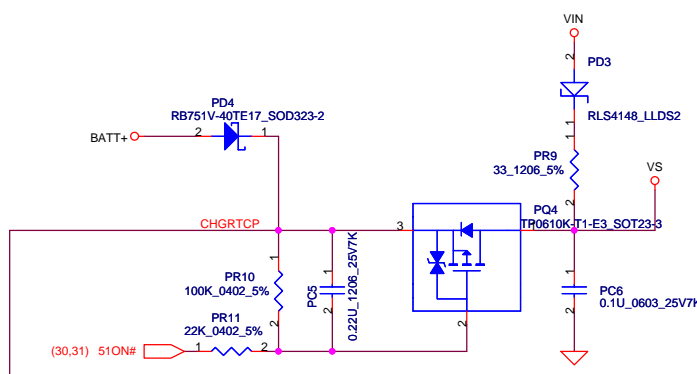 VIN
2
PD3
RLS4148_LLDS2
1
PD4
RB751V-40TE17_SOD323-2
BATT+ 2 1
1
PR9
33_1206_5%
2
VS
CHGRTCP
3
PQ4
TP0610K-T1-E3_SOT23-3
1
PR10
100K_0402_5%
2
1
PC5
0.22U_1206_25V7K
2
1
PC6
0.1U_0603_25V7K
2
PR11
22K_0402_5%
2
(30,31) 51ON# 1 2